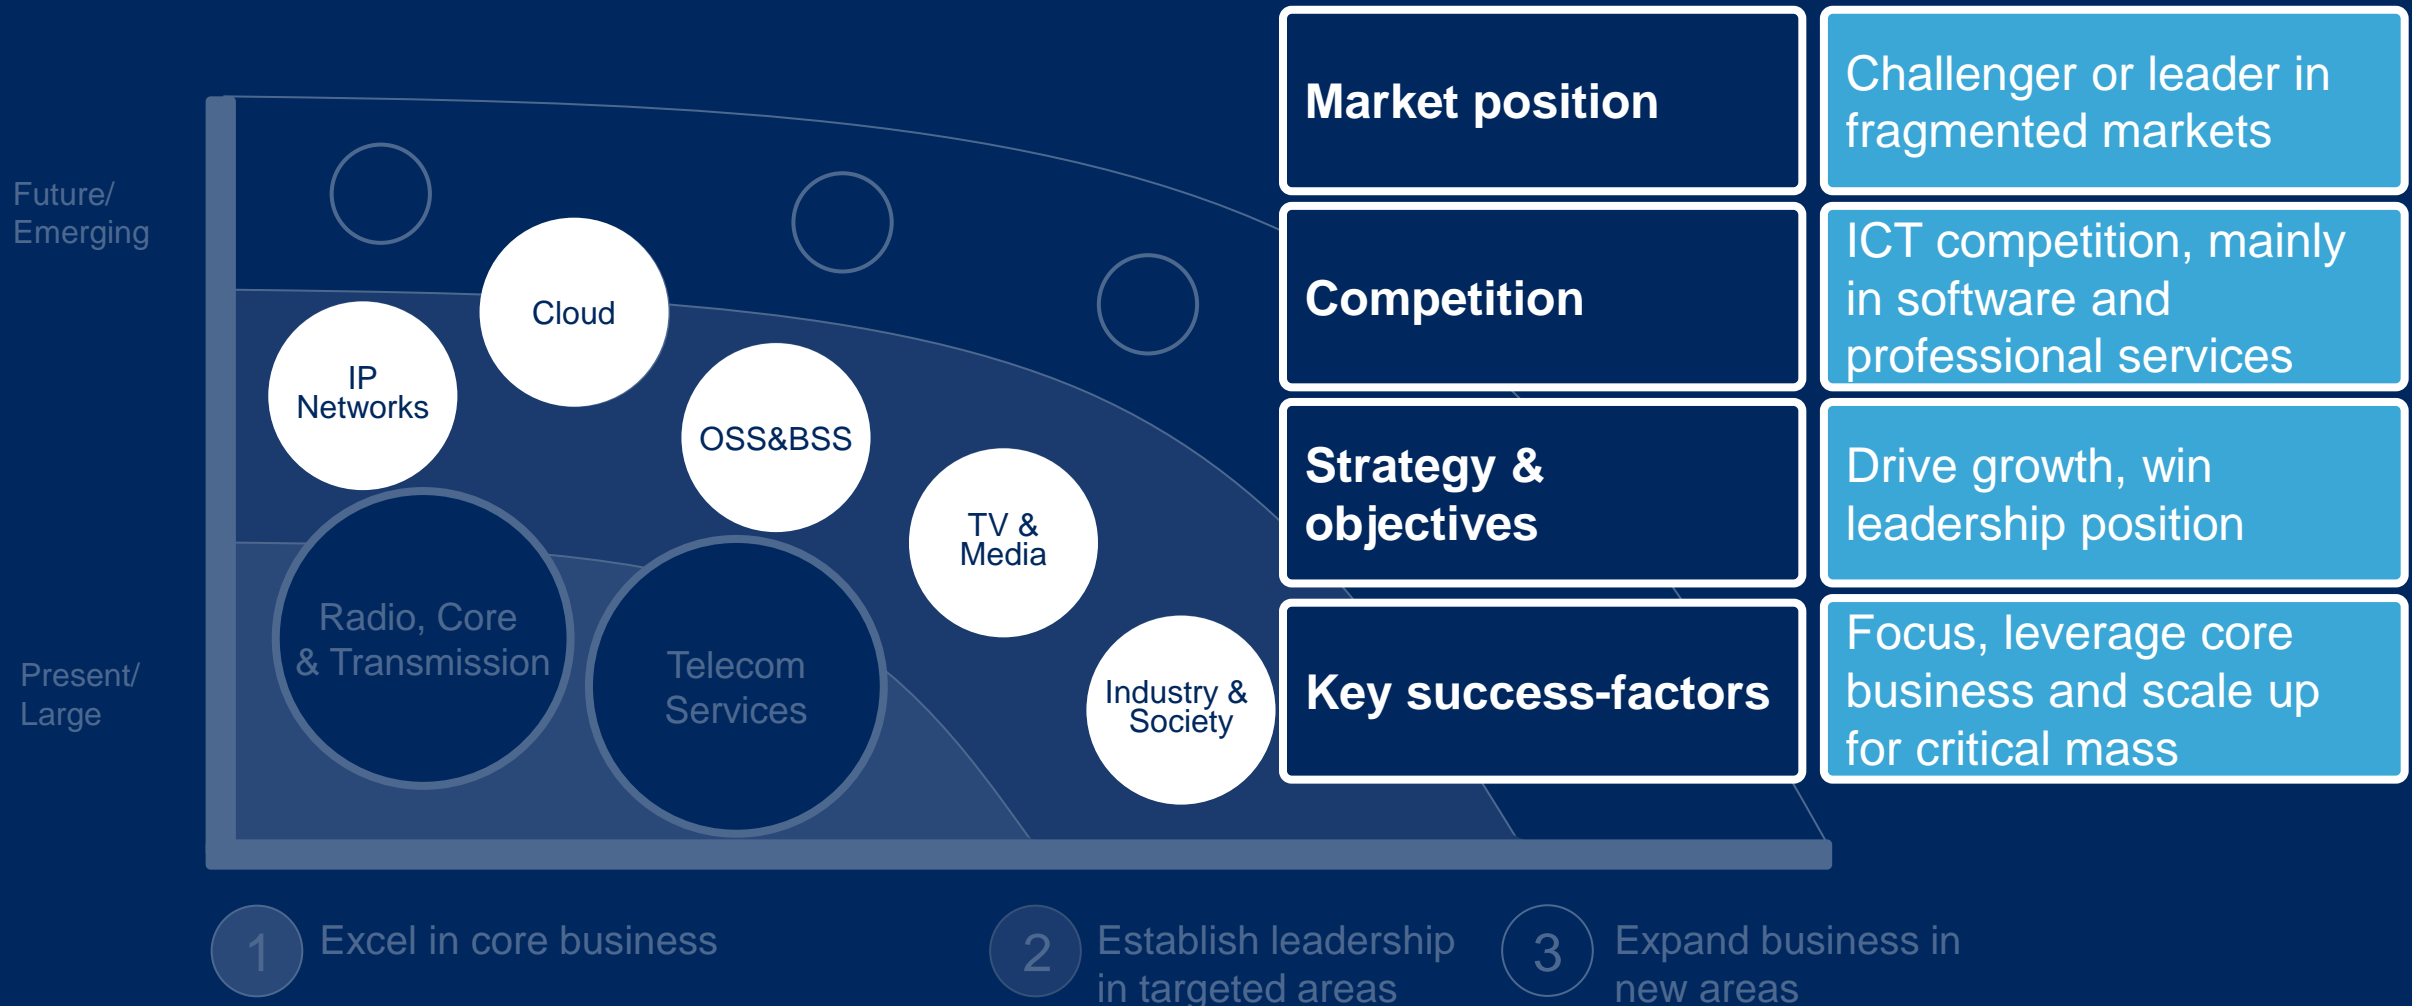 Future/
Emerging
Present/
Large
Cloud
IP
Networks
OSS&BSS
TV &
Media
Industry &
Society
Radio, Core
& Transmission
Telecom
Services
Market position
Challenger or leader in
fragmented markets
Competition
ICT competition, mainly
in software and
professional services
Strategy &
objectives
Drive growth, win
leadership position
Key success-factors
Focus, leverage core
business and scale up
for critical mass
1
Excel in core business
2
Establish leadership
in targeted areas
3
Expand business in
new areas